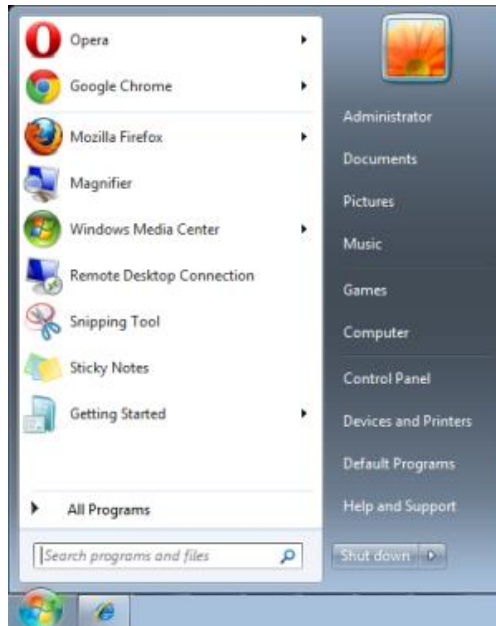 Opera
Google Chrome
Mozilla Firefox
Magnifier
Windows Media Center
Remote Desktop Connection
Snipping Tool
Sticky Notes
Getting Started
All Programs
Search programs and files
Administrator
Documents
Pictures
Music
Games
Computer
Control Panel
Devices and Printers
Default Programs
Help and Support
Shut down